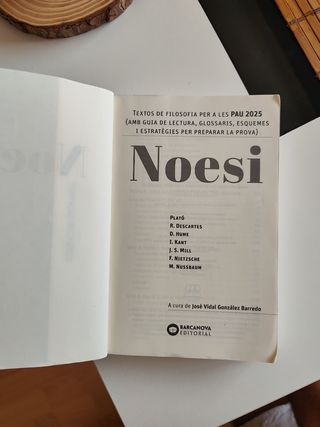 TEXTOS DE FILOSOFIA PER A LES PAU 2025
(AMB GUIA DE LECTURA, GLOSSARIS, ESQUEMES
I ESTRATÈGIES PER PREPARAR LA PROVA)
Noesi
PLATÓ
R. DESCARTES
D. HUME
I. KANT
J. S. MILL
F. NIETZSCHE
M. NUSSBAUM
A cura de José Vidal González Barredo
BARCANOVA
EDITORIAL